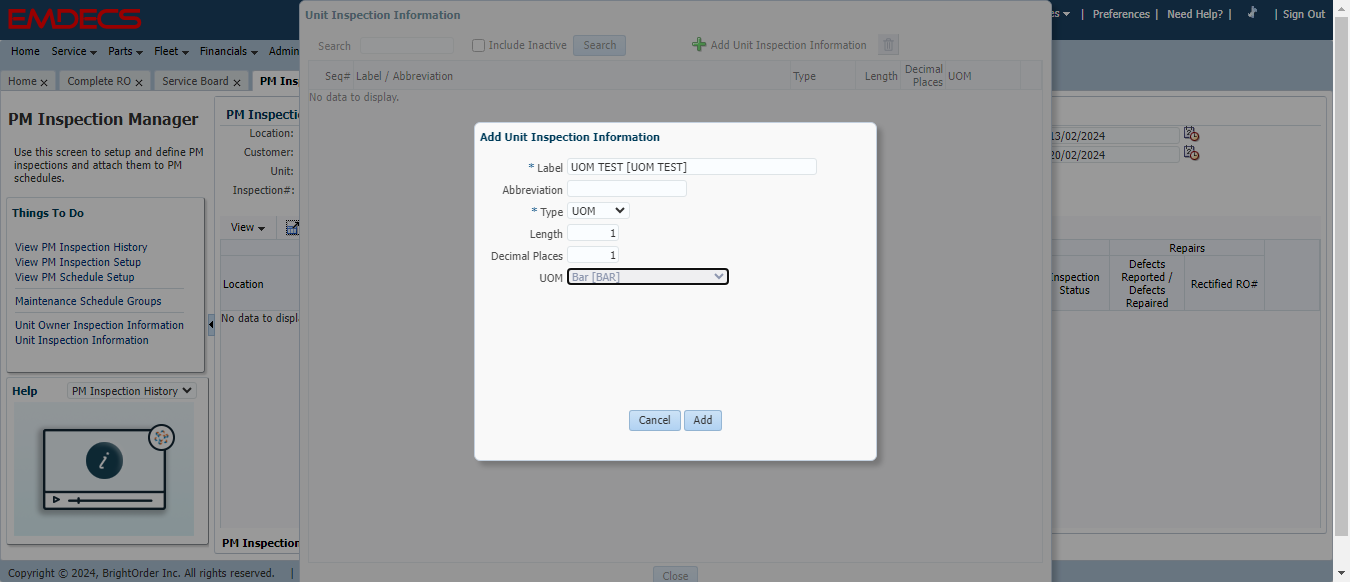 EMDECS
Preferences | Need Help? | | Sign Out
Home Service Parts Fleet Financials Admin
Home x Complete RO x Service Board x PM Ins
Unit Inspection Information
Search Include Inactive Search Add Unit Inspection Information
Seq# Label / Abbreviation Type Length Decimal Places UOM
No data to display.
PM Inspection Manager
Use this screen to setup and define PM
inspections and attach them to PM
schedules.
Things To Do
View PM Inspection History
View PM Inspection Setup
View PM Schedule Setup
Maintenance Schedule Groups
Unit Owner Inspection Information
Unit Inspection Information
Help PM Inspection History
i
PM Inspecti
Location:
Customer:
Unit:
Inspection#:
13/02/2024
20/02/2024
View
Location
No data to displ
Inspection
Status
Repairs
Defects
Reported /
Defects
Repaired
Rectified RO#
PM Inspection
Add Unit Inspection Information
* Label UOM TEST [UOM TEST]
Abbreviation
* Type UOM
Length 1
Decimal Places 1
UOM Bar [BAR]
Cancel Add
Close
Copyright © 2024, BrightOrder Inc. All rights reserved. |